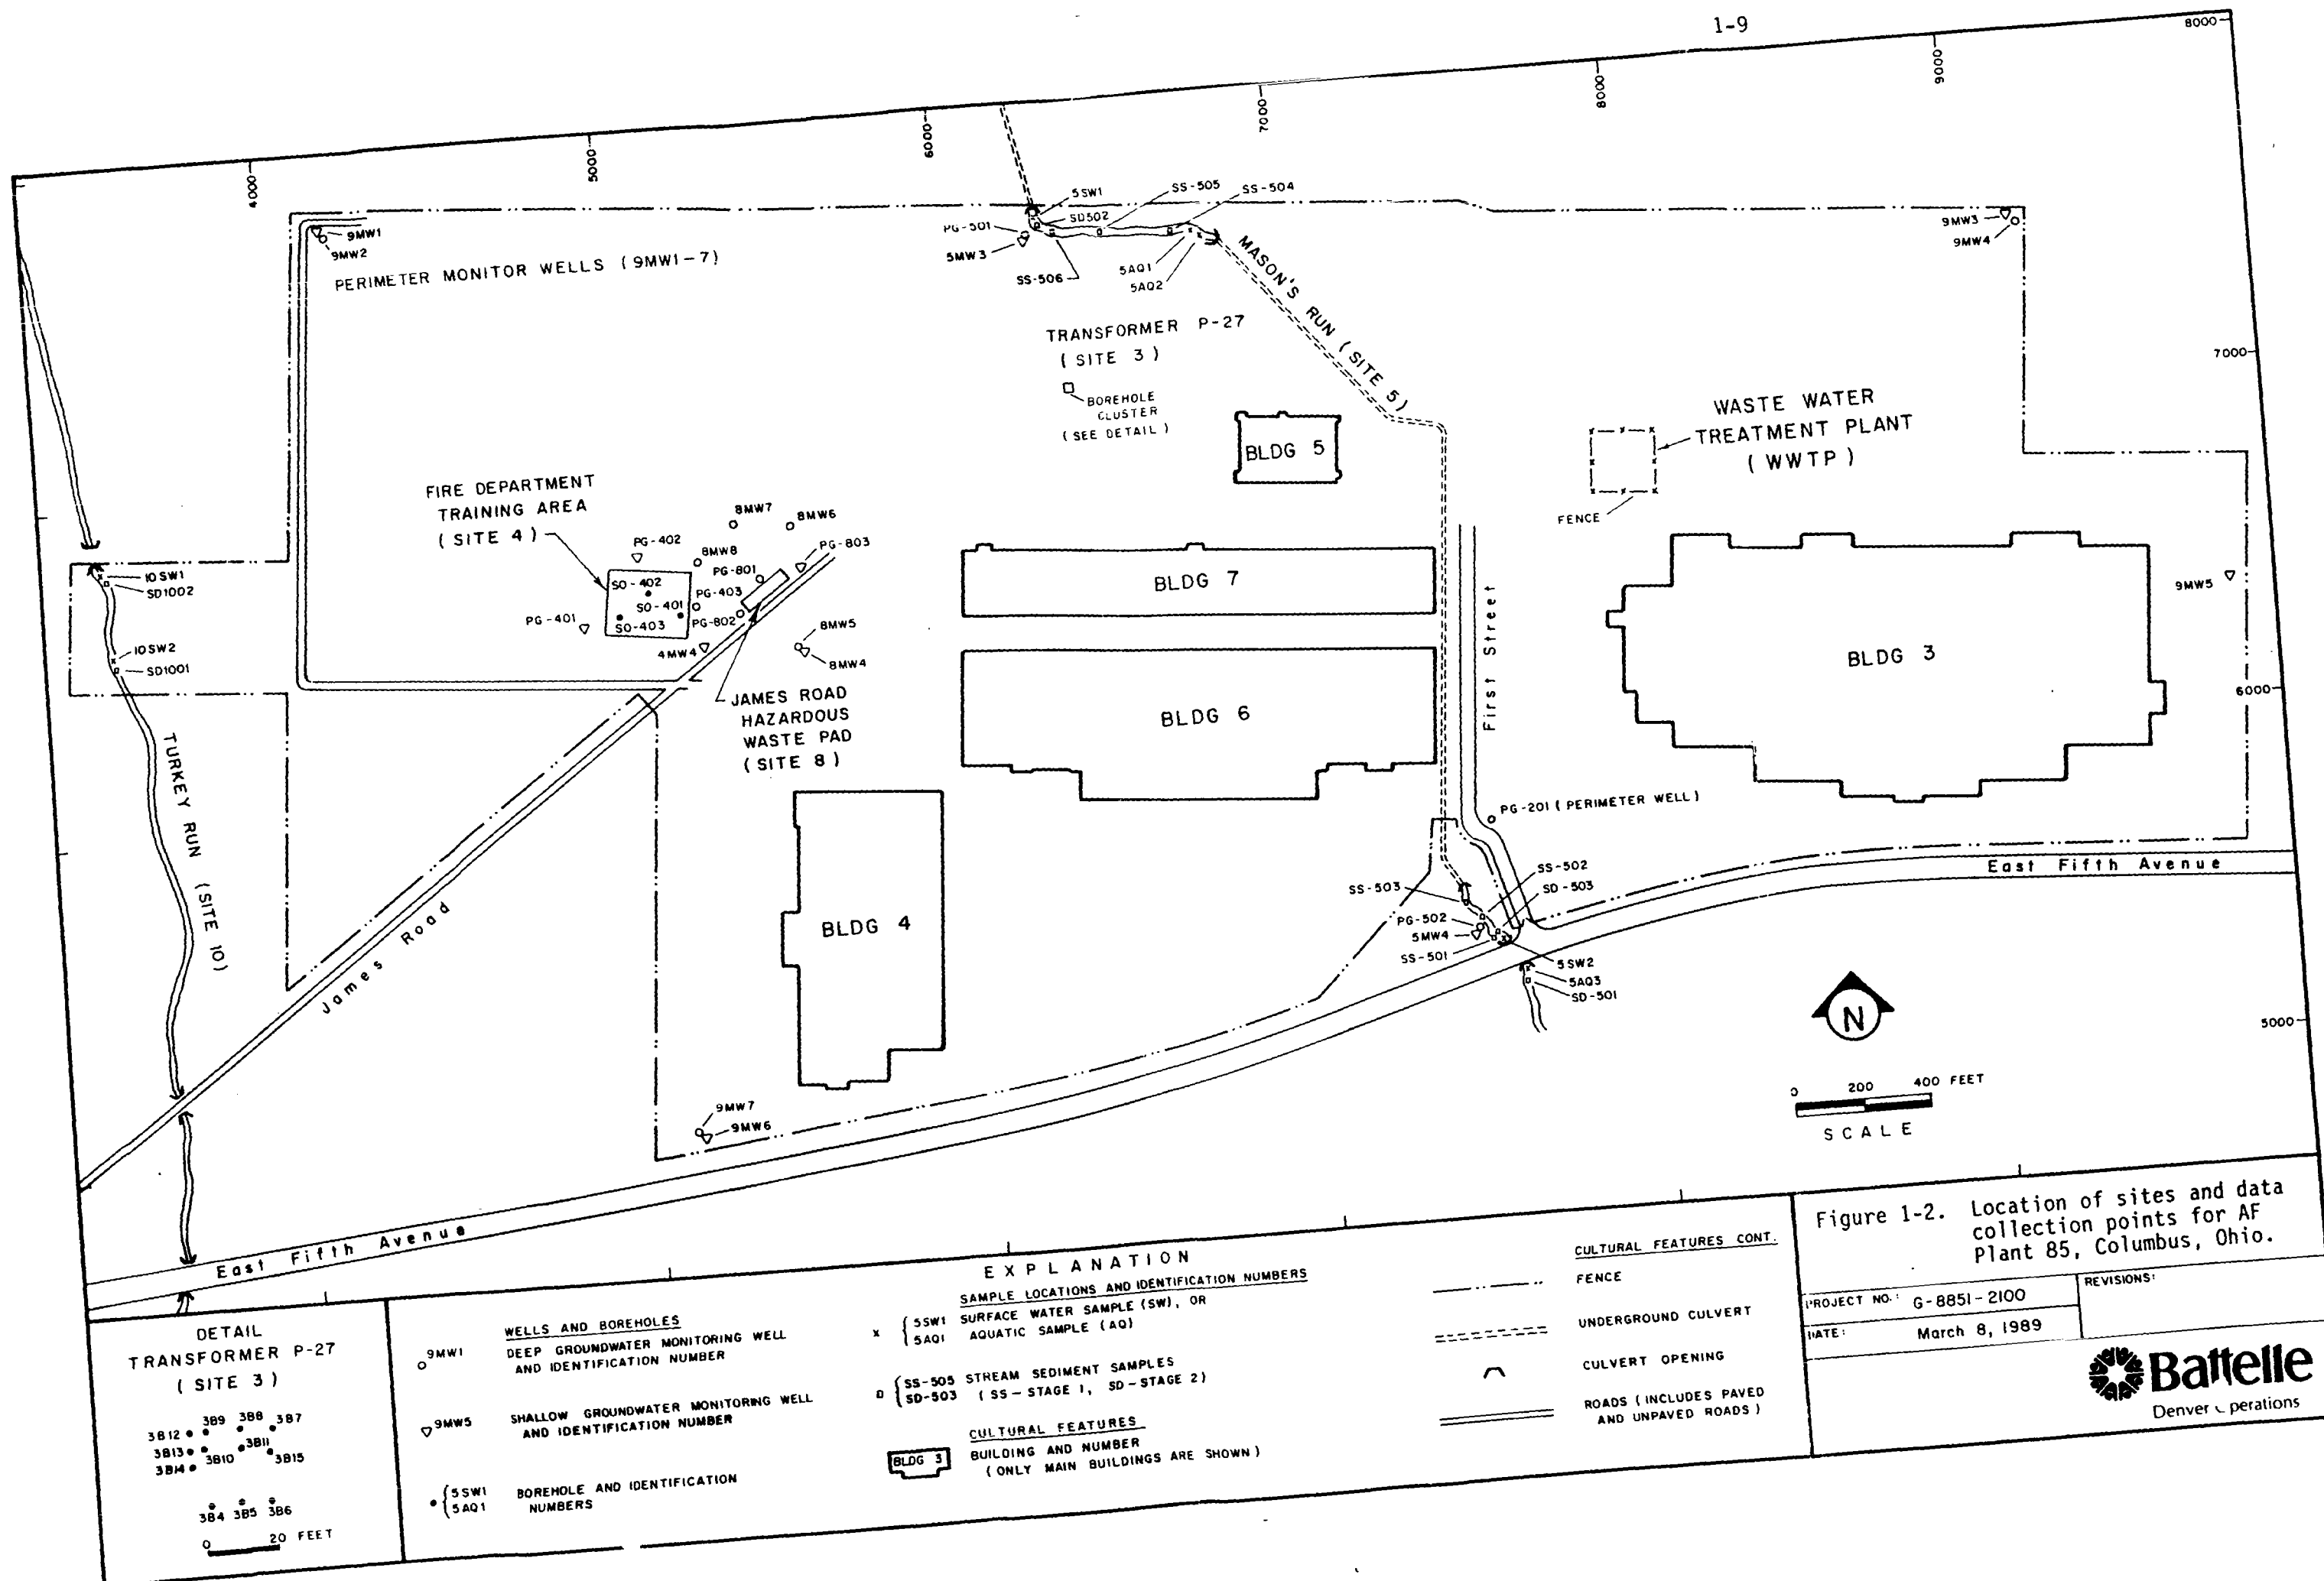 1-9
4000
5000
6000
7000
8000
9000
8000
7000
6000
5000
9MW1
9MW2
PERIMETER MONITOR WELLS (9MW1-7)
5SW1
SD502
SS-505
SS-504
PG-501
5MW3
SS-506
5AQ1
5AQ2
MASON'S RUN (SITE 5)
9MW3
9MW4
TRANSFORMER P-27
(SITE 3)
BOREHOLE
CLUSTER
(SEE DETAIL)
BLDG 5
WASTE WATER
TREATMENT PLANT
(WWTP)
FENCE
FIRE DEPARTMENT
TRAINING AREA
(SITE 4)
8MW7
8MW6
PG-402
8MW8
PG-803
PG-801
SO-402
PG-403
SO-401
PG-401
SO-403
PG-802
4MW4
8MW5
8MW4
10SW1
SD1002
10SW2
SD1001
TURKEY RUN (SITE 10)
JAMES ROAD
HAZARDOUS
WASTE PAD
(SITE 8)
James Road
BLDG 7
BLDG 6
BLDG 4
First Street
BLDG 3
9MW5
PG-201 (PERIMETER WELL)
East Fifth Avenue
SS-502
SS-503
SD-503
PG-502
5MW4
SS-501
5SW2
5AQ3
SD-501
N
0 200 400 FEET
SCALE
9MW7
9MW6
East Fifth Avenue
DETAIL
TRANSFORMER P-27
(SITE 3)
3B9 3B8 3B7
3B12
3B13 3B11
3B10
3B14 3B15
3B4 3B5 3B6
0 20 FEET
EXPLANATION
WELLS AND BOREHOLES
9MW1 DEEP GROUNDWATER MONITORING WELL
AND IDENTIFICATION NUMBER
9MW5 SHALLOW GROUNDWATER MONITORING WELL
AND IDENTIFICATION NUMBER
5SW1 BOREHOLE AND IDENTIFICATION
5AQ1 NUMBERS
SAMPLE LOCATIONS AND IDENTIFICATION NUMBERS
5SW1 SURFACE WATER SAMPLE (SW), OR
5AQ1 AQUATIC SAMPLE (AQ)
SS-505 STREAM SEDIMENT SAMPLES
SD-503 (SS-STAGE 1, SD-STAGE 2)
CULTURAL FEATURES
BLDG 3 BUILDING AND NUMBER
(ONLY MAIN BUILDINGS ARE SHOWN)
CULTURAL FEATURES CONT.
FENCE
UNDERGROUND CULVERT
CULVERT OPENING
ROADS (INCLUDES PAVED
AND UNPAVED ROADS)
Figure 1-2. Location of sites and data
collection points for AF
Plant 85, Columbus, Ohio.
PROJECT NO.: G-8851-2100
REVISIONS:
DATE: March 8, 1989
Battelle
Denver